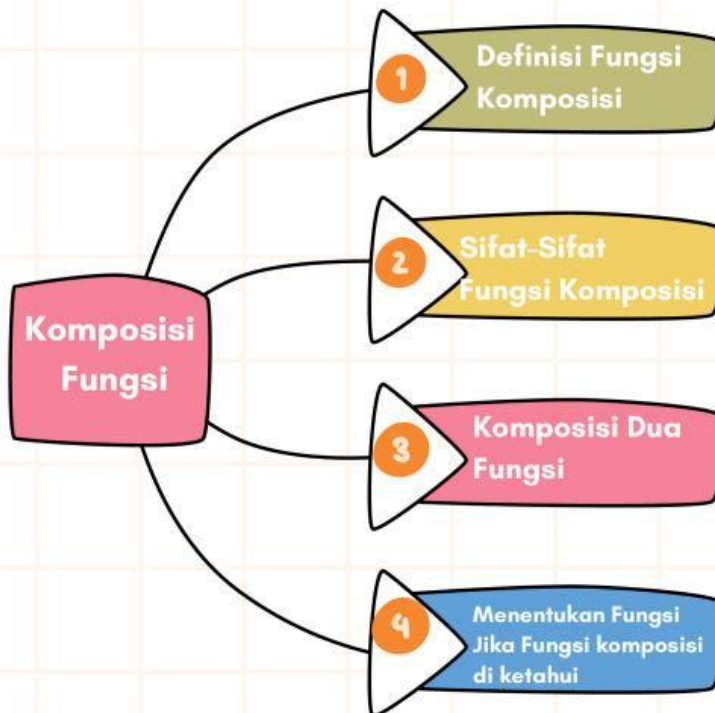 Komposisi
Fungsi
1
Definisi Fungsi
Komposisi
2
Sifat-Sifat
Fungsi Komposisi
3
Komposisi Dua
Fungsi
4
Menentukan Fungsi
Jika Fungsi komposisi
di ketahui